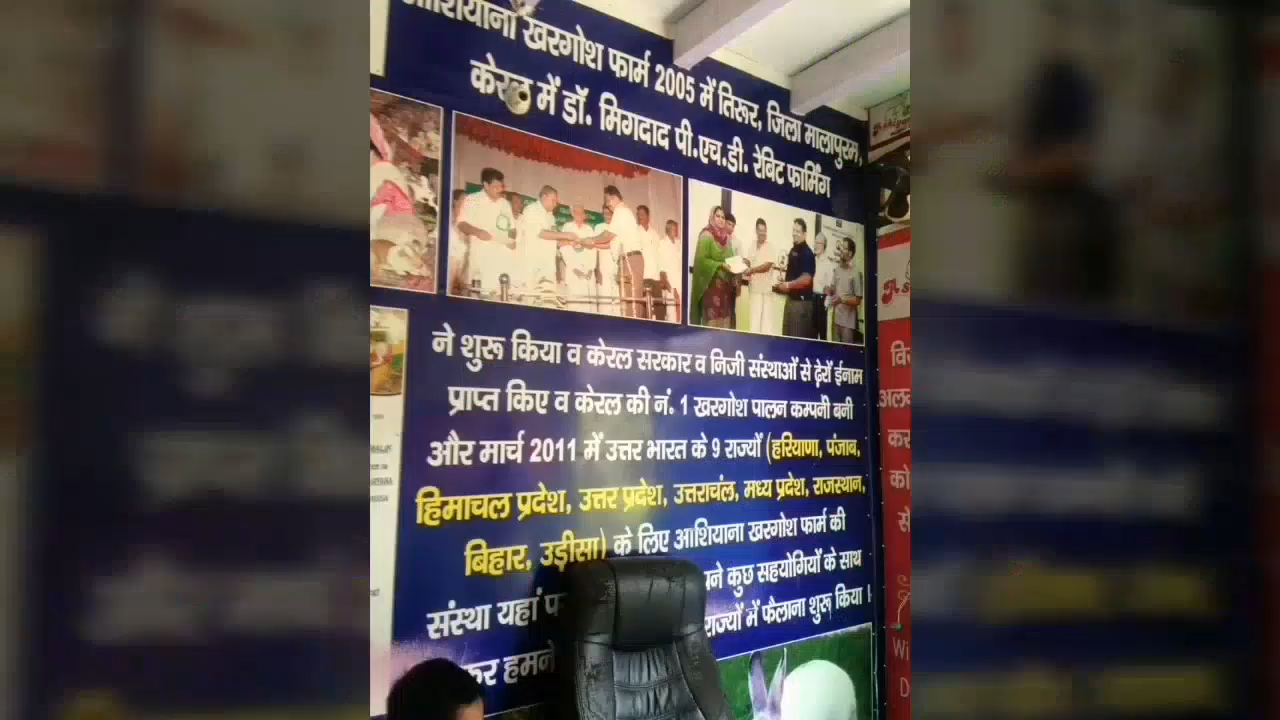 आशियाना खरगोश फार्म 2005 में तिरूर, जिला मालापुरम,
केरल में डॉ. मिगदाद पी.एच.डी. रेबिट फार्मिंग
ने शुरू किया व केरल सरकार व निजी संस्थाओं से ढ़ेरों ईनाम
प्राप्त किए व केरल की नं. 1 खरगोश पालन कम्पनी बनी
और मार्च 2011 में उत्तर भारत के 9 राज्यों (हरियाणा, पंजाब,
हिमाचल प्रदेश, उत्तर प्रदेश, उत्तराचंल, मध्य प्रदेश, राजस्थान,
बिहार, उड़ीसा) के लिए आशियाना खरगोश फार्म की
संस्था यहां कुछ सहयोगियों के साथ
हमने राज्यों में फैलाना शुरू किया।